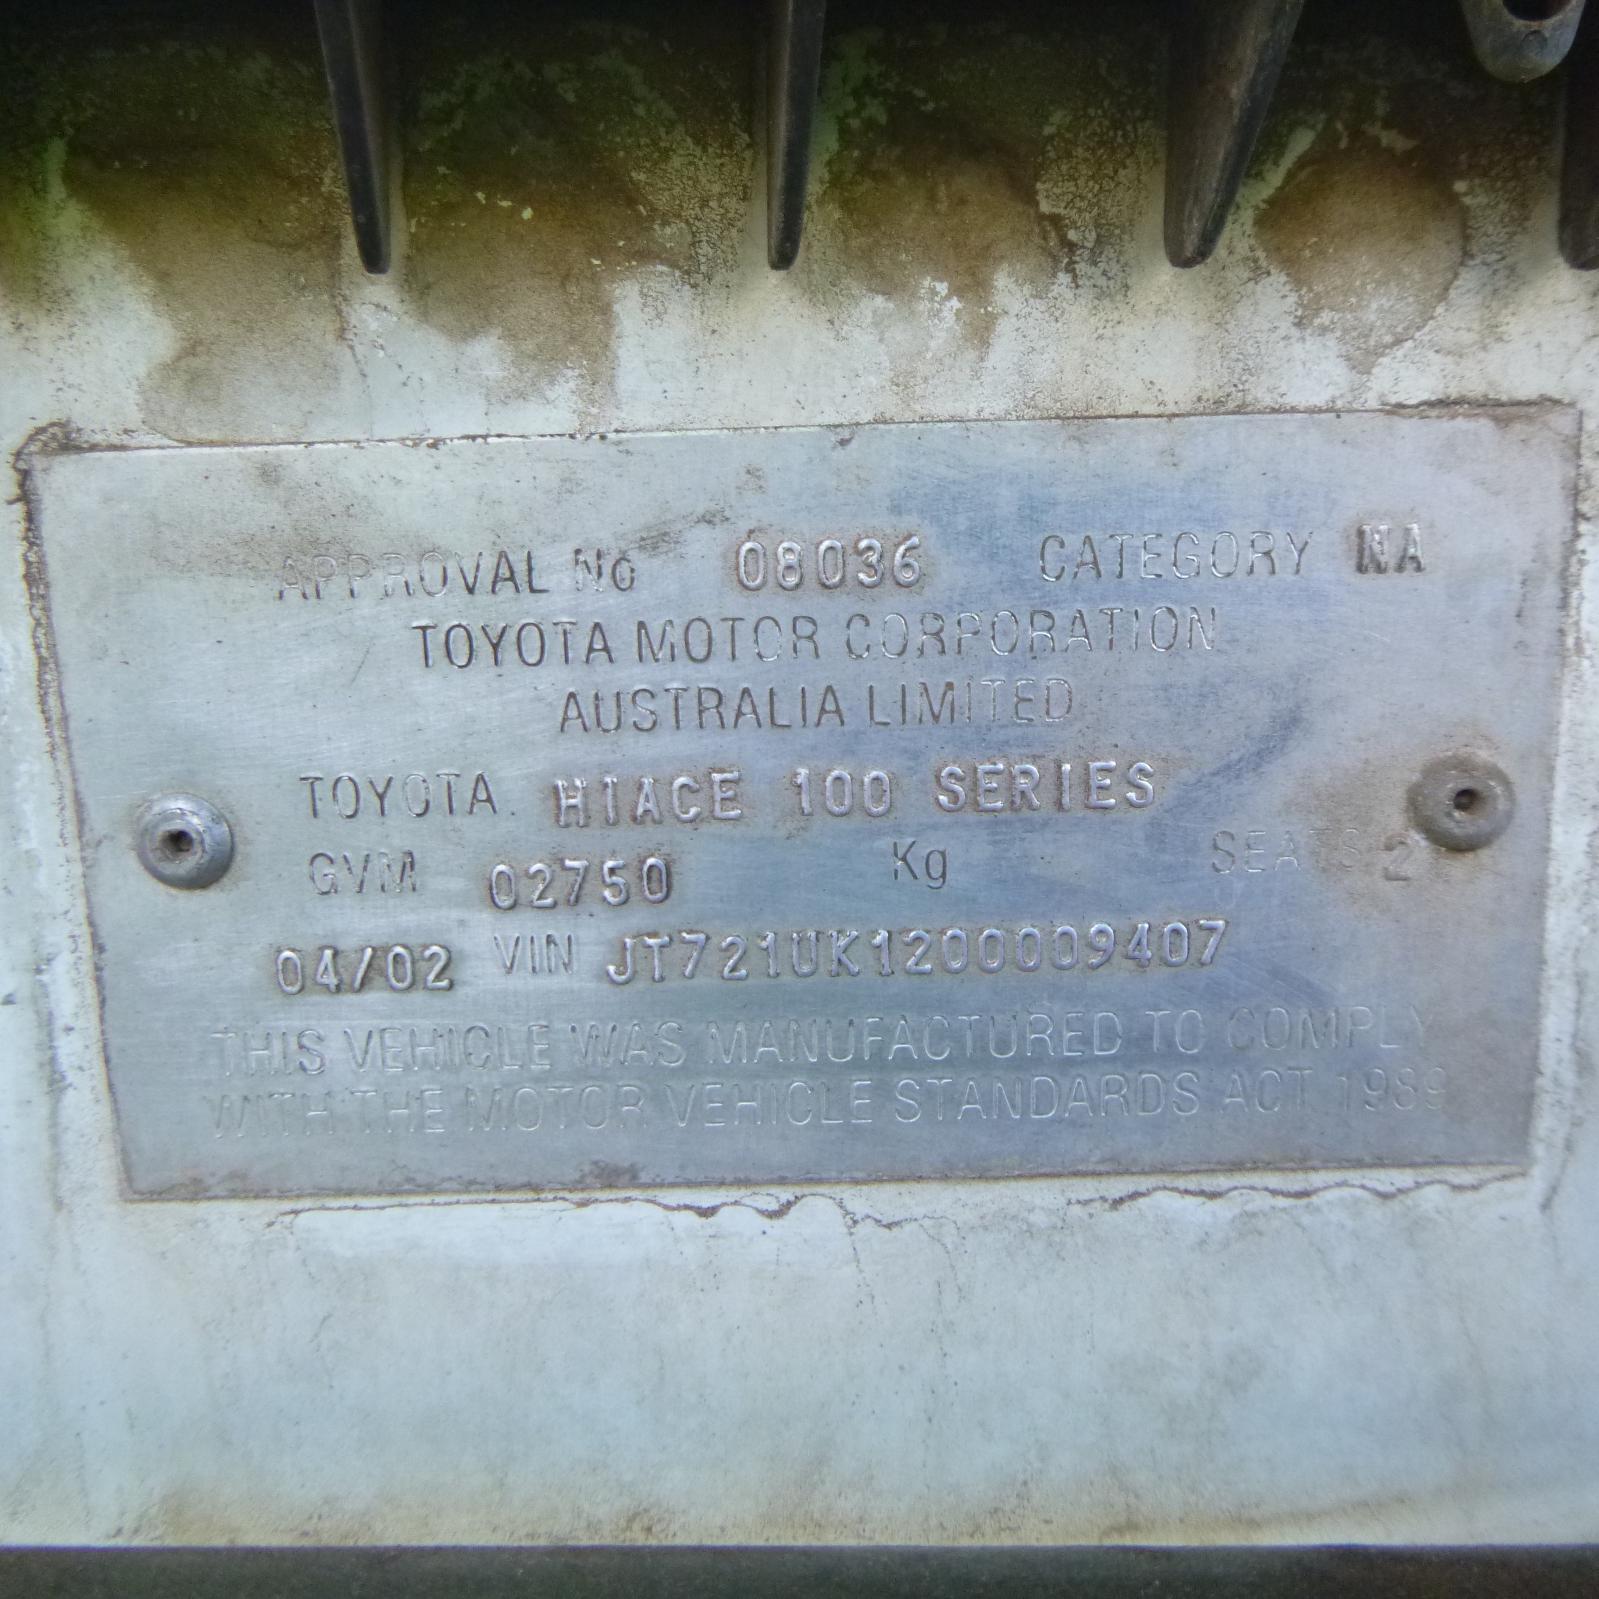 APPROVAL No 08036 CATEGORY NA
TOYOTA MOTOR CORPORATION
AUSTRALIA LIMITED
TOYOTA HIACE 100 SERIES
GVM 02750 Kg SEATS 2
04/02 VIN JT721UK1200009407
THIS VEHICLE WAS MANUFACTURED TO COMPLY
WITH THE MOTOR VEHICLE STANDARDS ACT 1989